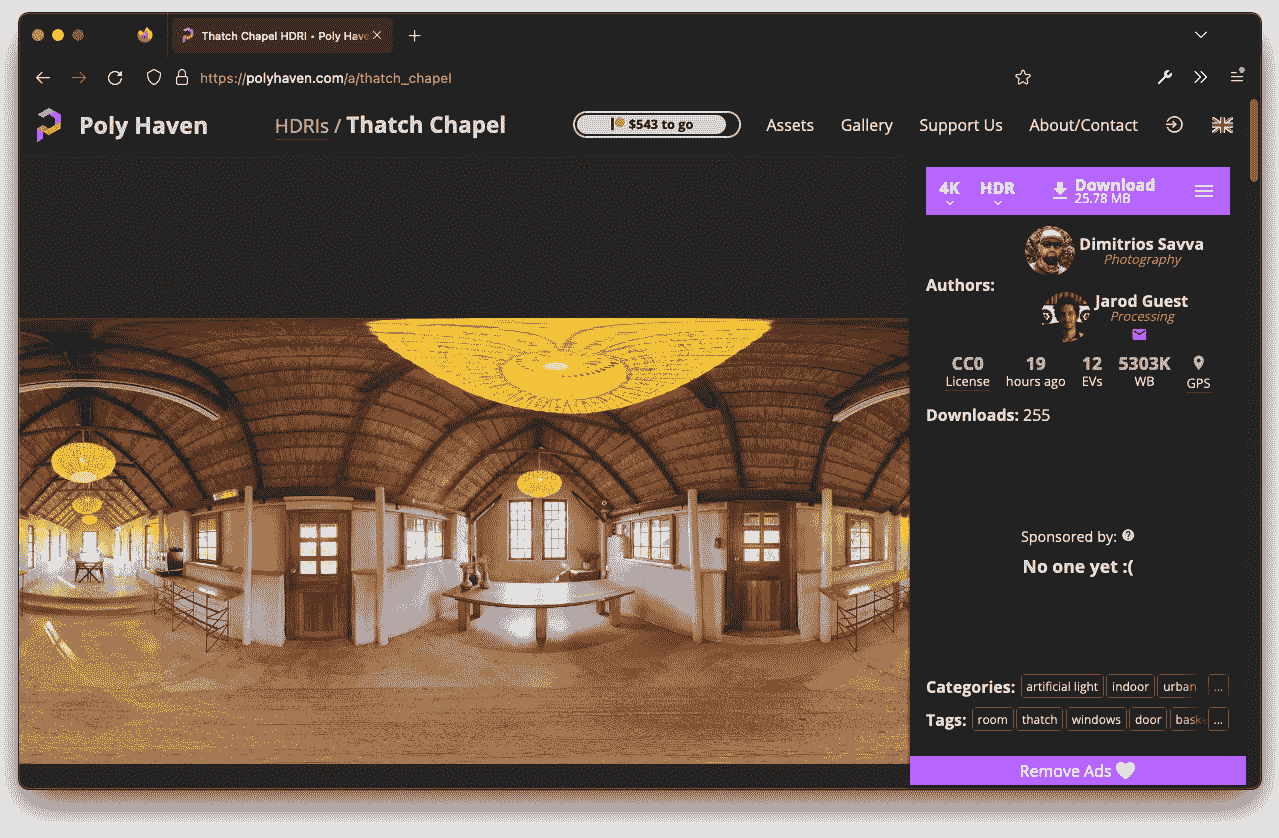 Thatch Chapel HDRI • Poly Have
https://polyhaven.com/a/thatch_chapel
Poly Haven
HDRIs / Thatch Chapel
$543 to go
Assets
Gallery
Support Us
About/Contact
4K
HDR
Download
25.78 MB
Authors:
Dimitrios Savva
Photography
Jarod Guest
Processing
CC0
License
19
hours ago
12
EVs
5303K
WB
GPS
Downloads: 255
Sponsored by: ?
No one yet :(
Categories: artificial light indoor urban ...
Tags: room thatch windows door baske ...
Remove Ads